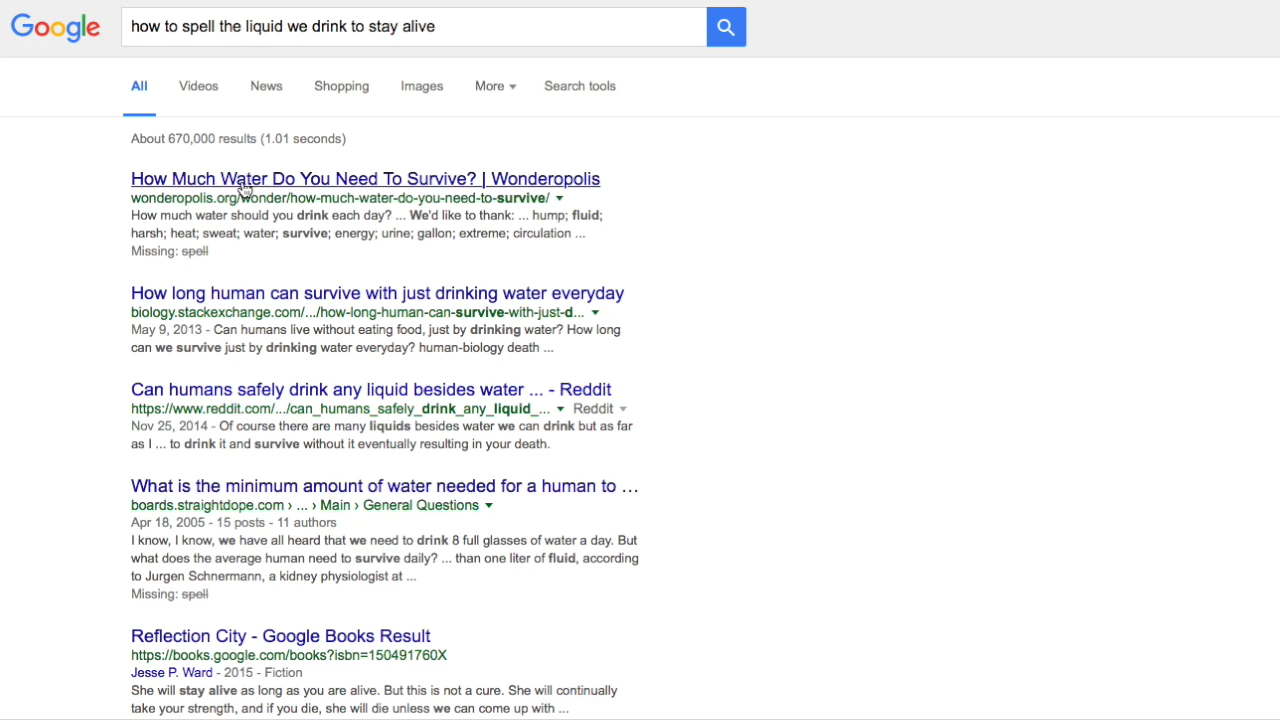 Google
how to spell the liquid we drink to stay alive
All Videos News Shopping Images More Search tools
About 670,000 results (1.01 seconds)
How Much Water Do You Need To Survive? | Wonderopolis
wonderopolis.org/wonder/how-much-water-do-you-need-to-survive/
How much water should you drink each day? ... We'd like to thank: ... hump; fluid;
harsh; heat; sweat; water; survive; energy; urine; gallon; extreme; circulation ...
Missing: spell
How long human can survive with just drinking water everyday
biology.stackexchange.com/.../how-long-human-can-survive-with-just-d...
May 9, 2013 - Can humans live without eating food, just by drinking water? How long
can we survive just by drinking water everyday? human-biology death ...
Can humans safely drink any liquid besides water ... - Reddit
https://www.reddit.com/.../can_humans_safely_drink_any_liquid_... Reddit
Nov 25, 2014 - Of course there are many liquids besides water we can drink but as far
as I ... to drink it and survive without it eventually resulting in your death.
What is the minimum amount of water needed for a human to ...
boards.straightdope.com › ... › Main › General Questions
Apr 18, 2005 - 15 posts - 11 authors
I know, I know, we have all heard that we need to drink 8 full glasses of water a day. But
what does the average human need to survive daily? ... than one liter of fluid, according
to Jurgen Schnermann, a kidney physiologist at ...
Missing: spell
Reflection City - Google Books Result
https://books.google.com/books?isbn=150491760X
Jesse P. Ward - 2015 - Fiction
She will stay alive as long as you are alive. But this is not a cure. She will continually
take your strength, and if you die, she will die unless we can come up with ...